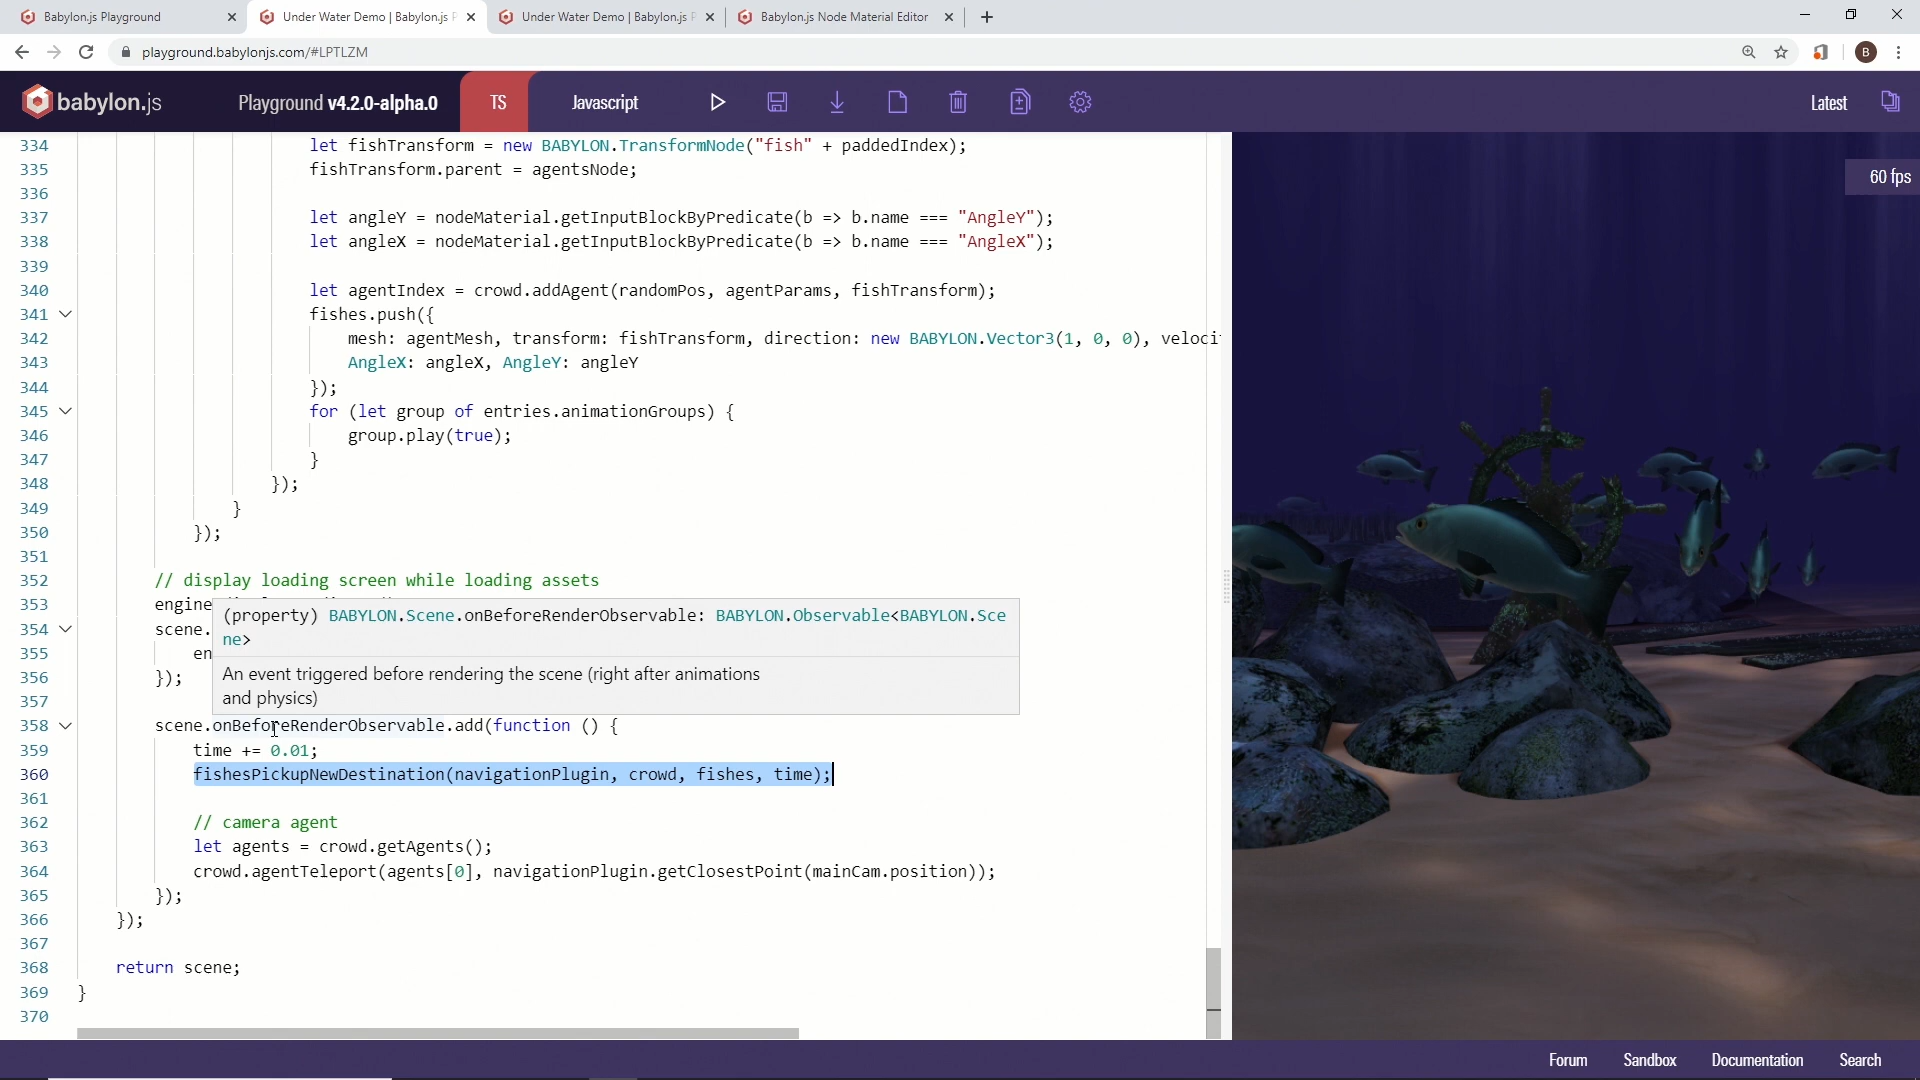 Babylon.js Playground
Under Water Demo | Babylon.js P
Under Water Demo | Babylon.js P
Babylon.js Node Material Editor
playground.babylonjs.com/#LPTLZM
B
babylon.js
Playground v4.2.0-alpha.0
TS
Javascript
Latest
334 let fishTransform = new BABYLON.TransformNode("fish" + paddedIndex);
335 fishTransform.parent = agentsNode;
336
337 let angleY = nodeMaterial.getInputBlockByPredicate(b => b.name === "AngleY");
338 let angleX = nodeMaterial.getInputBlockByPredicate(b => b.name === "AngleX");
339
340 let agentIndex = crowd.addAgent(randomPos, agentParams, fishTransform);
341 fishes.push({
342 mesh: agentMesh, transform: fishTransform, direction: new BABYLON.Vector3(1, 0, 0), veloci
343 AngleX: angleX, AngleY: angleY
344 });
345 for (let group of entries.animationGroups) {
346 group.play(true);
347 }
348 });
349 }
350 });
351
352 // display loading screen while loading assets
353 engine
(property) BABYLON.Scene.onBeforeRenderObservable: BABYLON.Observable<BABYLON.Sce
ne>
An event triggered before rendering the scene (right after animations
and physics)
354 scene.
355 en
356 });
357
358 scene.onBeforeRenderObservable.add(function () {
359 time += 0.01;
360 fishesPickupNewDestination(navigationPlugin, crowd, fishes, time);
361
362 // camera agent
363 let agents = crowd.getAgents();
364 crowd.agentTeleport(agents[0], navigationPlugin.getClosestPoint(mainCam.position));
365 });
366 });
367
368 return scene;
369 }
370
60 fps
Forum
Sandbox
Documentation
Search